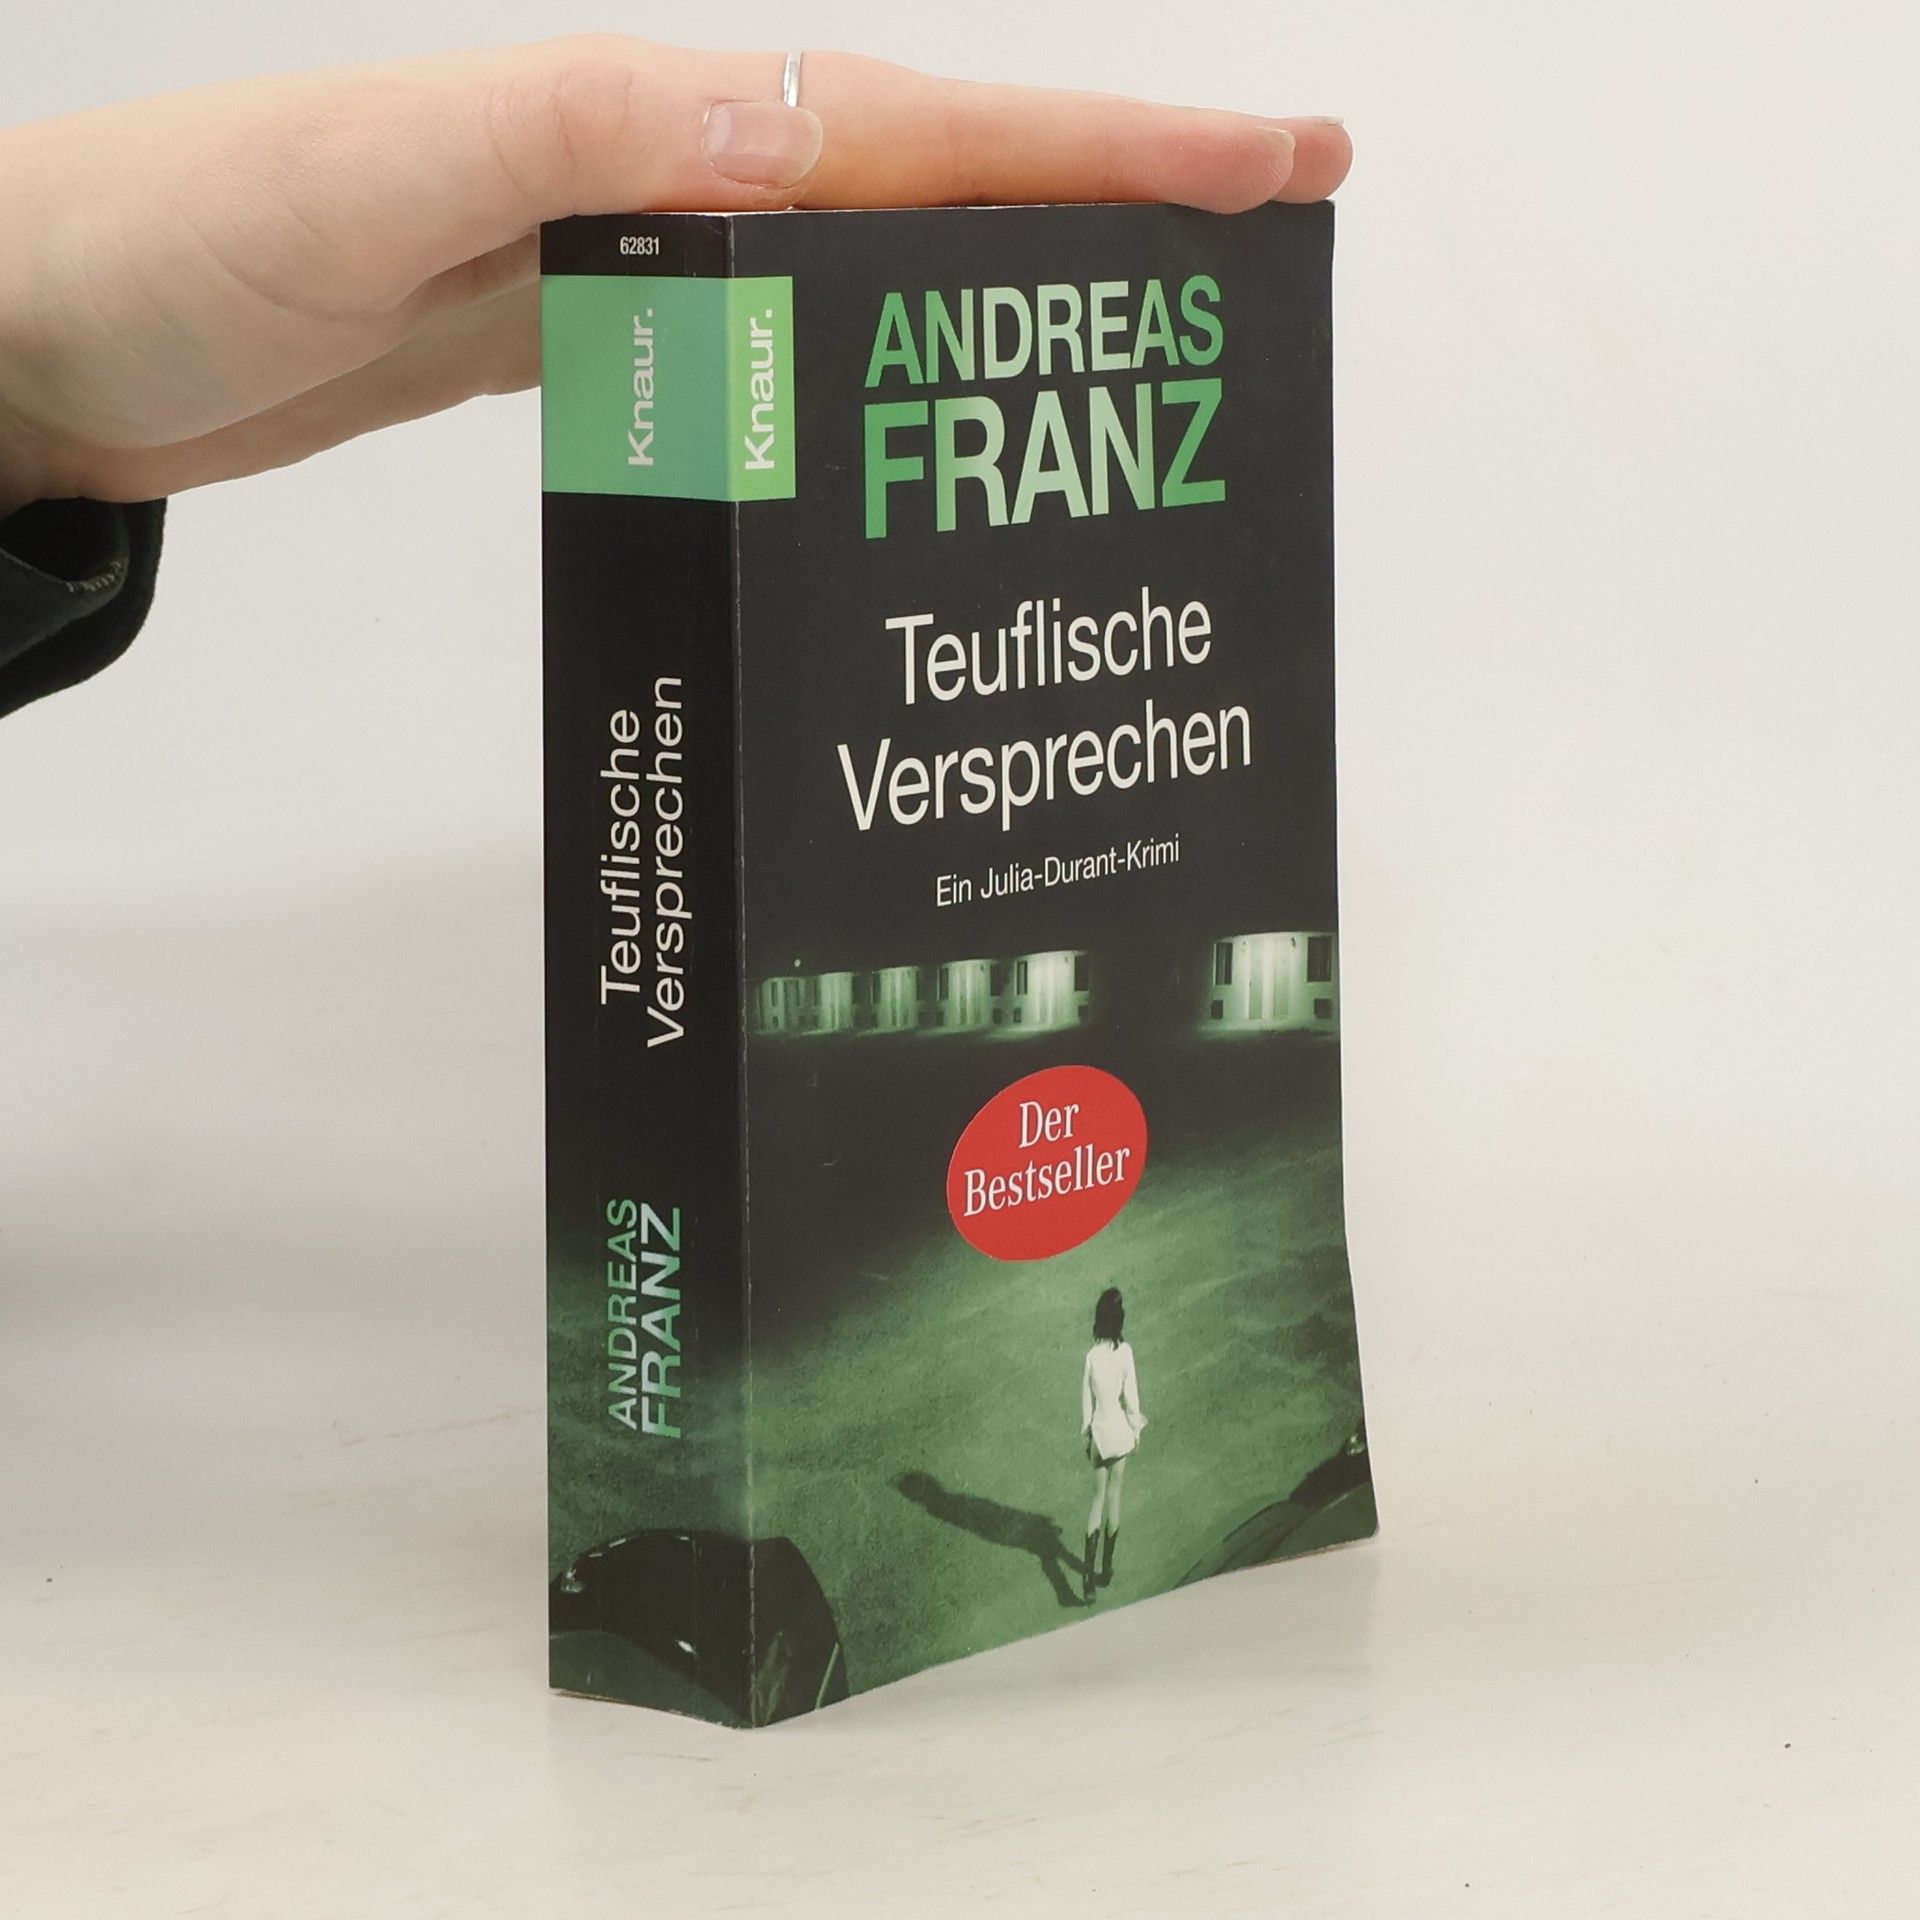 62831
Knaur.
Teuflische
Versprechen
ANDREAS
FRANZ
Knaur.
ANDREAS
FRANZ
Teuflische
Versprechen
Ein Julia-Durant-Krimi
Der
Bestseller